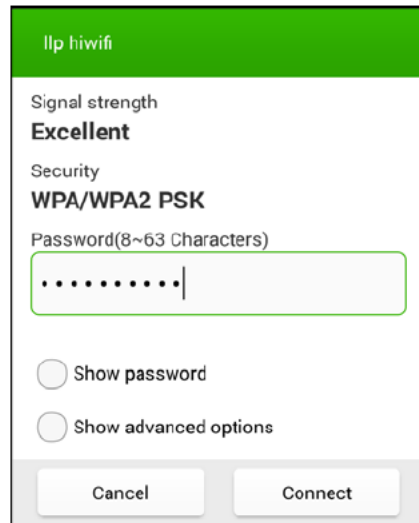 llp hiwifi
Signal strength
Excellent
Security
WPA/WPA2 PSK
Password(8~63 Characters)
••••••••••
Show password
Show advanced options
Cancel
Connect